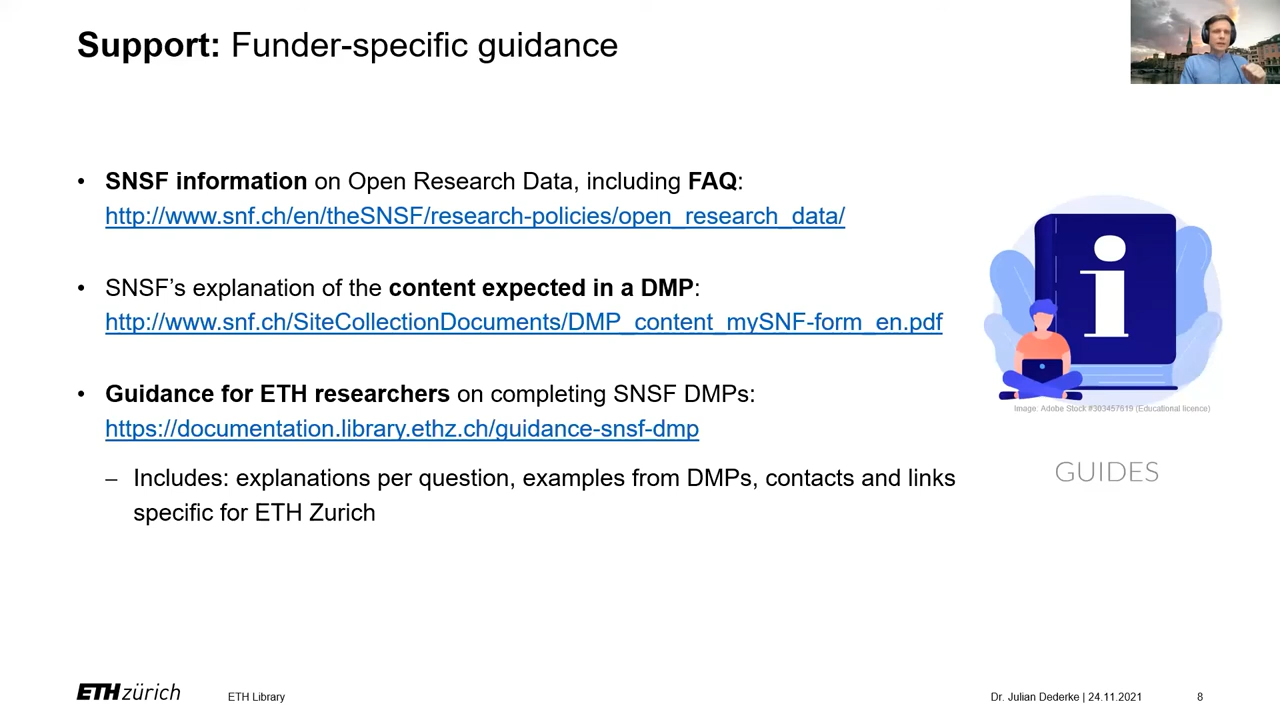 Support: Funder-specific guidance
• SNSF information on Open Research Data, including FAQ:
http://www.snf.ch/en/theSNSF/research-policies/open_research_data/
• SNSF’s explanation of the content expected in a DMP:
http://www.snf.ch/SiteCollectionDocuments/DMP_content_mySNF-form_en.pdf
• Guidance for ETH researchers on completing SNSF DMPs:
https://documentation.library.ethz.ch/guidance-snsf-dmp
– Includes: explanations per question, examples from DMPs, contacts and links
specific for ETH Zurich
i
Image: Adobe Stock #303457619 (Educational licence)
GUIDES
ETH zürich
ETH Library
Dr. Julian Dederke | 24.11.2021
8